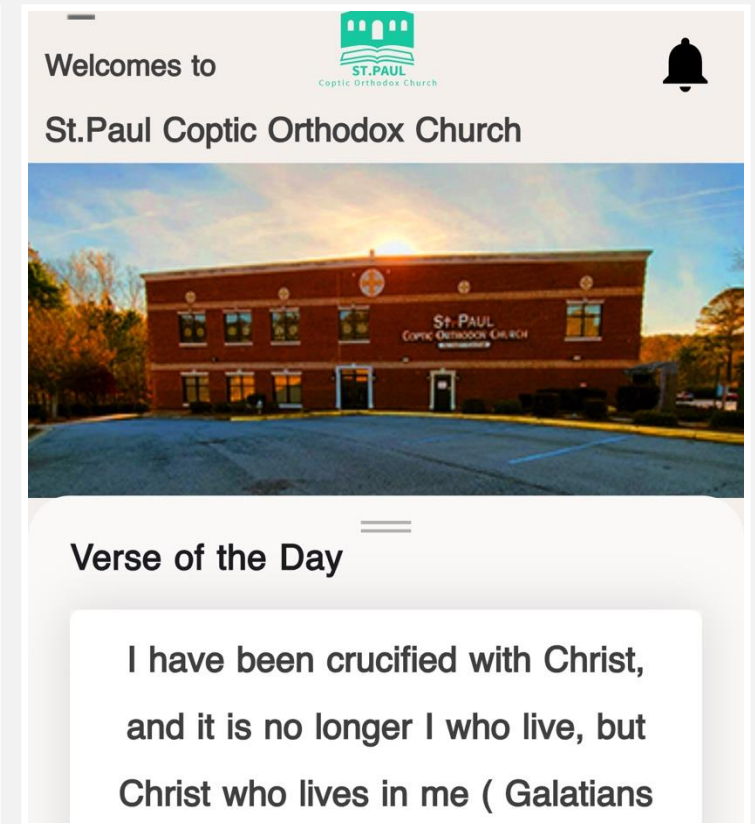 Welcomes to
ST.PAUL
Coptic Orthodox Church
St.Paul Coptic Orthodox Church
St. PAUL
COPTIC ORTHODOX CHURCH
Verse of the Day
I have been crucified with Christ,
and it is no longer I who live, but
Christ who lives in me ( Galatians